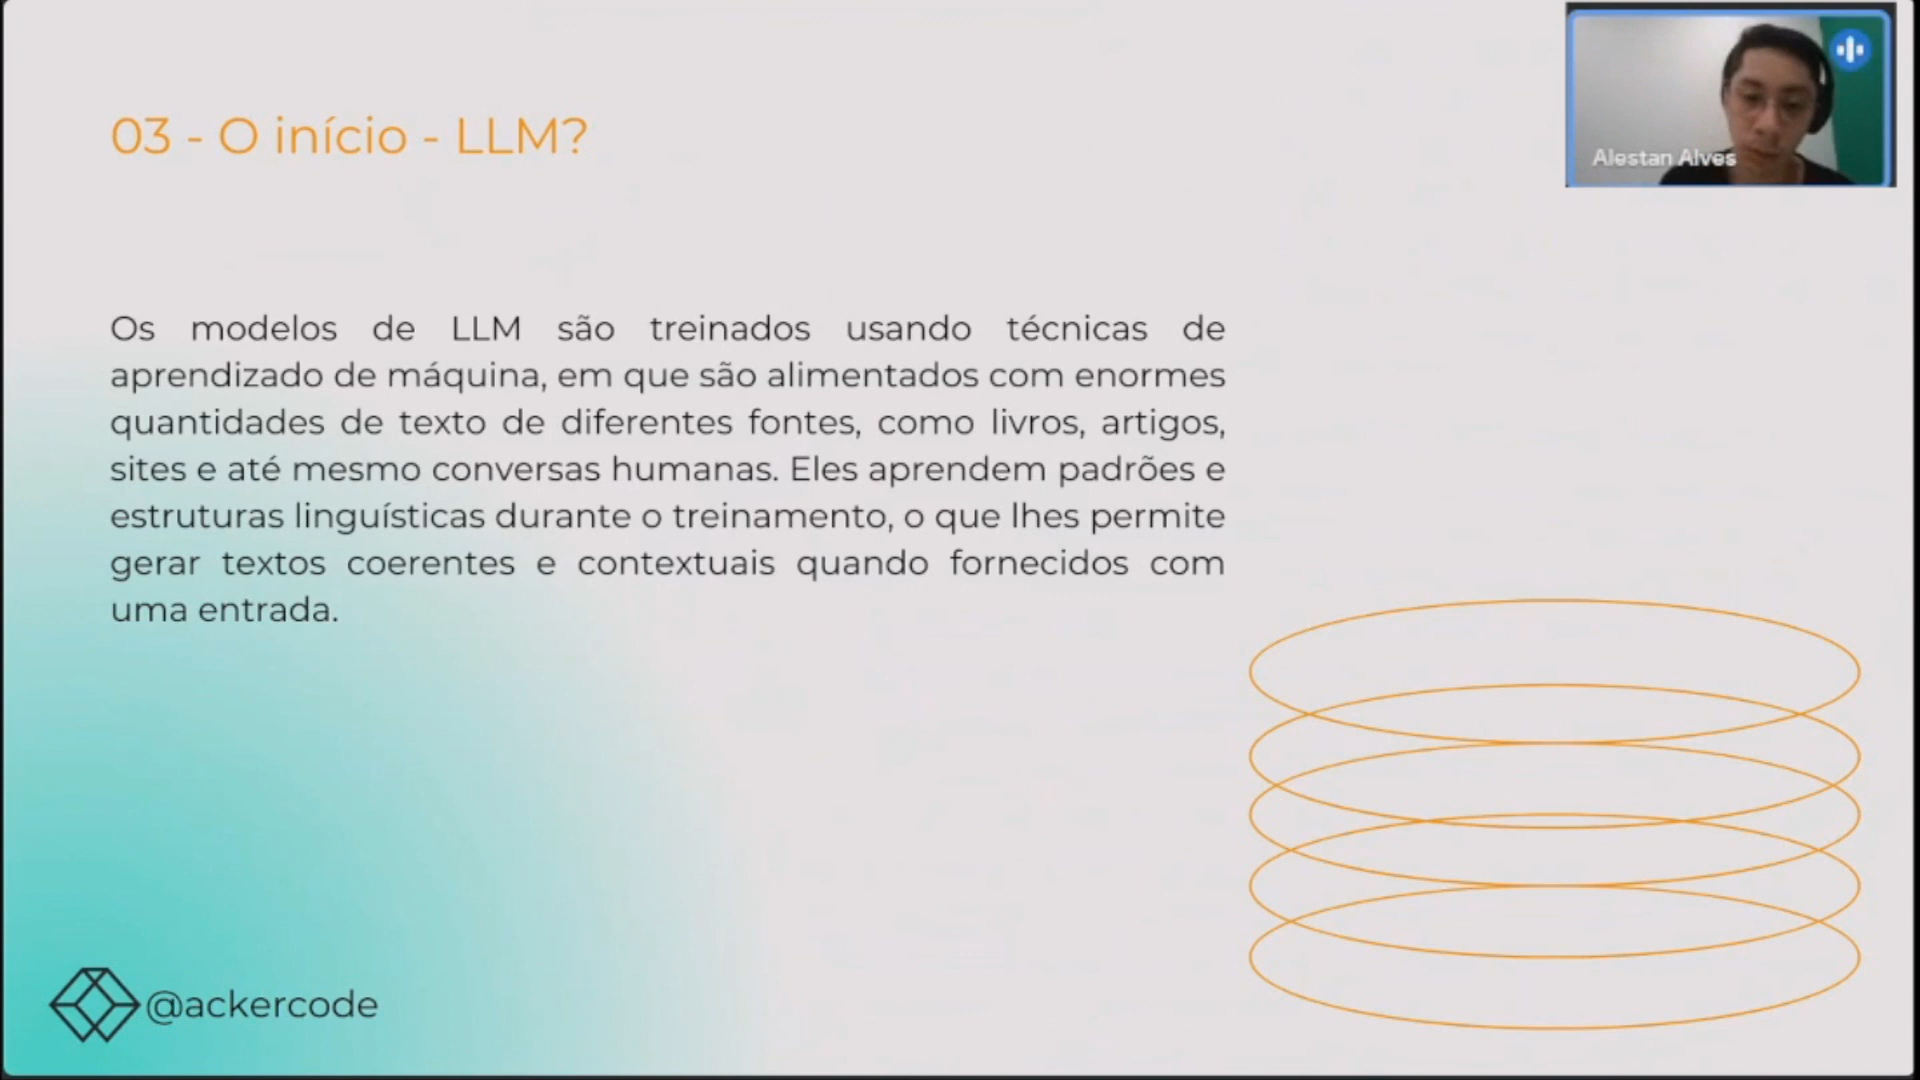 03 - O início - LLM?
Alestan Alves
Os modelos de LLM são treinados usando técnicas de
aprendizado de máquina, em que são alimentados com enormes
quantidades de texto de diferentes fontes, como livros, artigos,
sites e até mesmo conversas humanas. Eles aprendem padrões e
estruturas linguísticas durante o treinamento, o que lhes permite
gerar textos coerentes e contextuais quando fornecidos com
uma entrada.
@ackercode